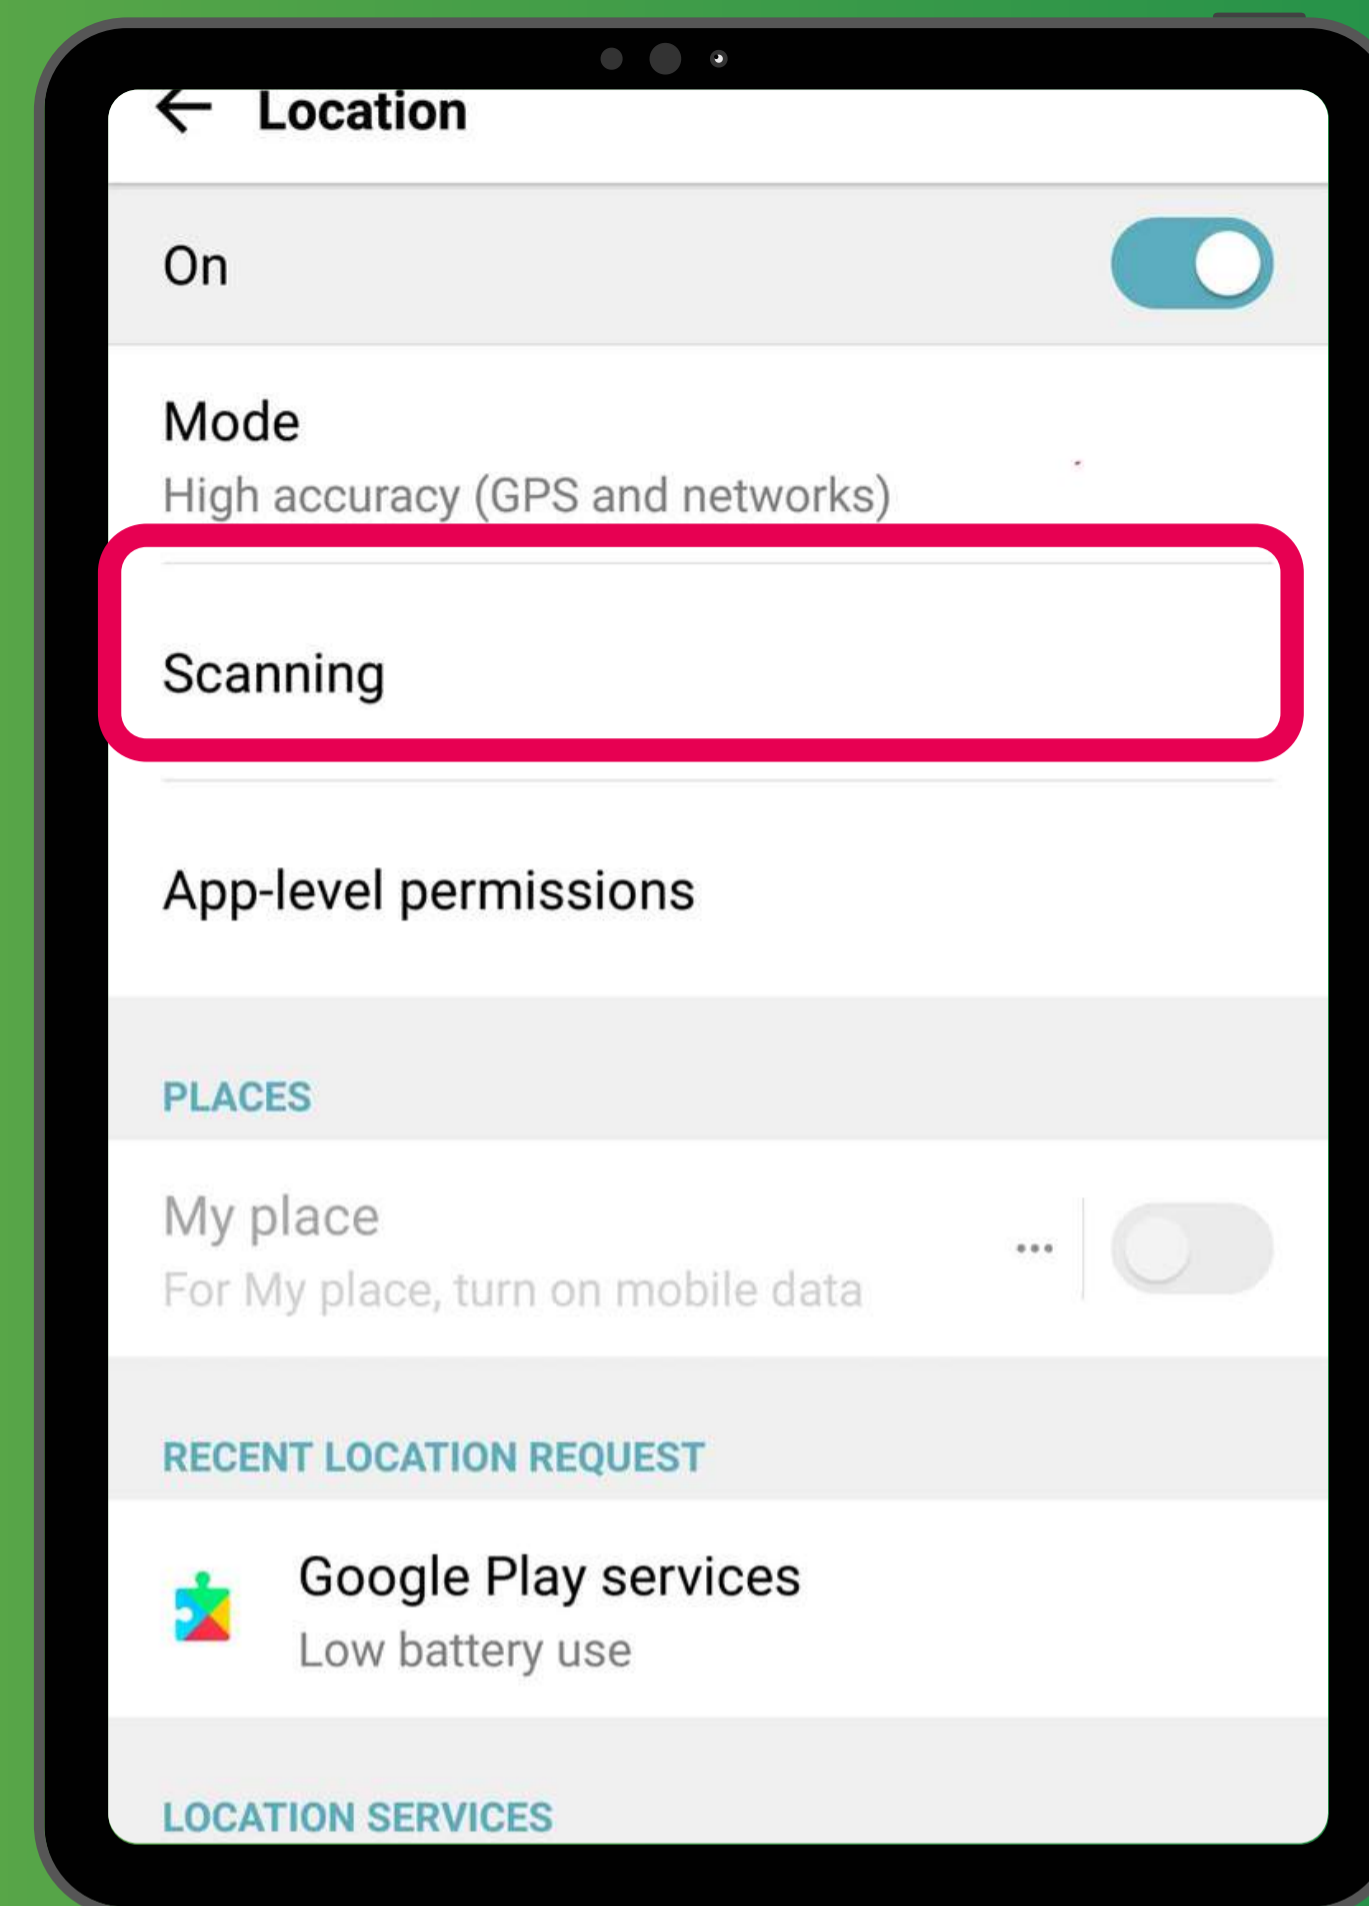 Location
On
Mode
High accuracy (GPS and networks)
Scanning
App-level permissions
PLACES
My place
For My place, turn on mobile data
RECENT LOCATION REQUEST
Google Play services
Low battery use
LOCATION SERVICES